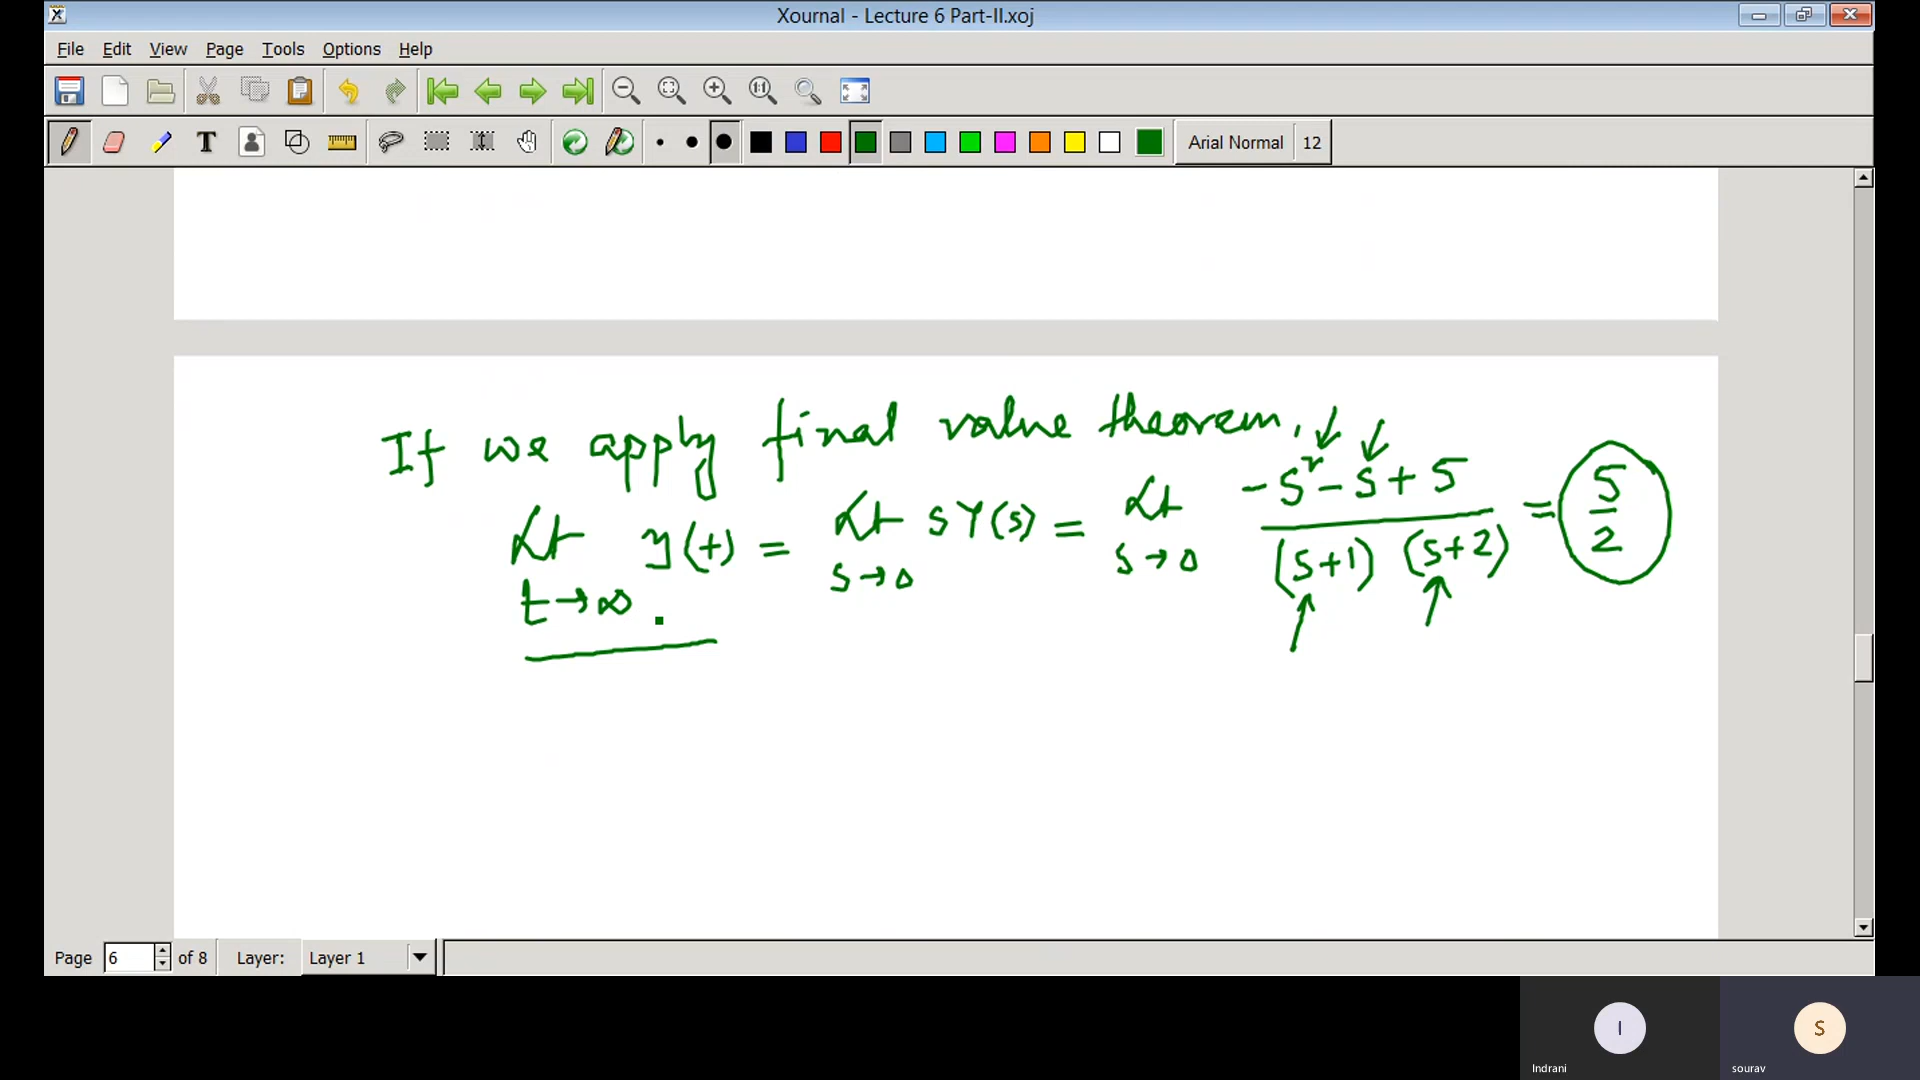 Xournal - Lecture 6 Part-II.xoj
File Edit View Page Tools Options Help
Arial Normal 12
If we apply final value theorem,
Lt y(t) = Lt sY(s) = Lt -s² - s + 5 / (s+1) (s+2) = 5/2
t→∞ s→0 s→0
Page 6 of 8 Layer: Layer 1
I S
Indrani sourav